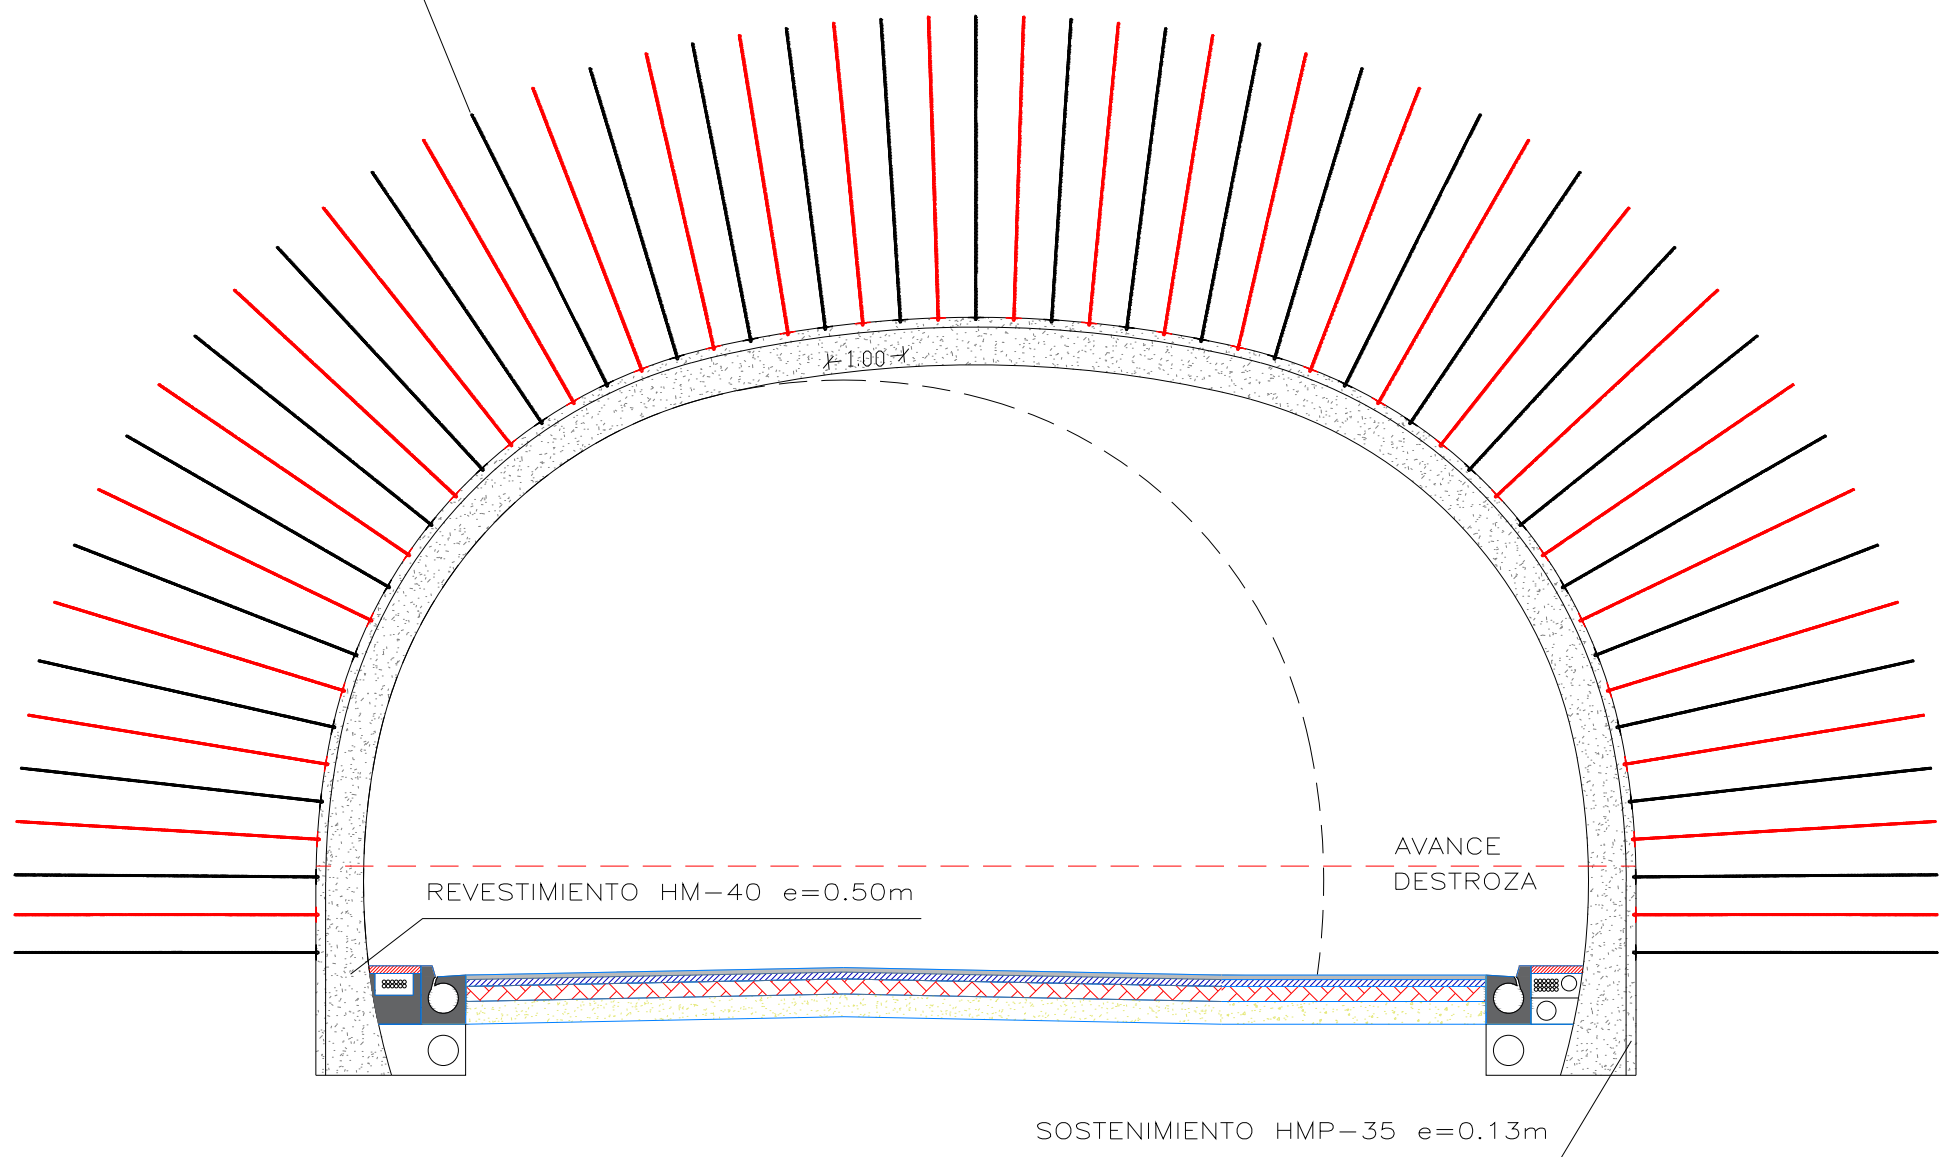 1.00
AVANCE
DESTROZA
REVESTIMIENTO HM-40 e=0.50m
SOSTENIMIENTO HMP-35 e=0.13m